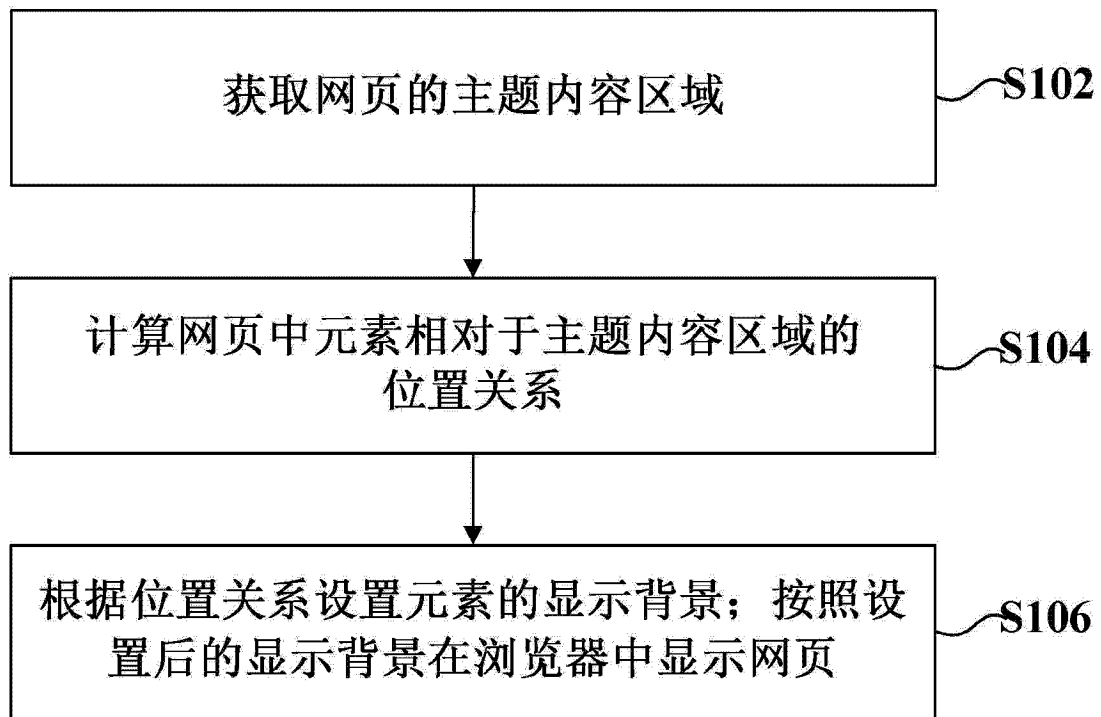 获取网页的主题内容区域
S102
计算网页中元素相对于主题内容区域的
位置关系
S104
根据位置关系设置元素的显示背景；按照设
置后的显示背景在浏览器中显示网页
S106